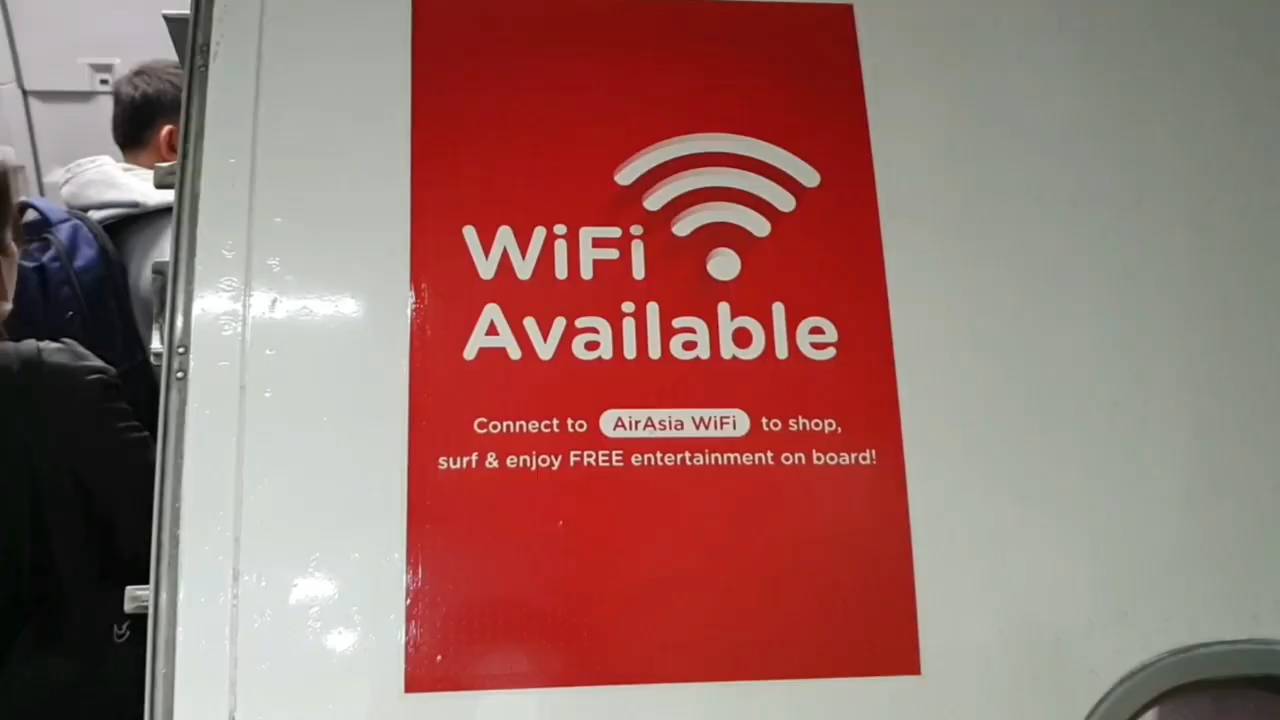 WiFi
Available
Connect to AirAsia WiFi to shop,
surf & enjoy FREE entertainment on board!